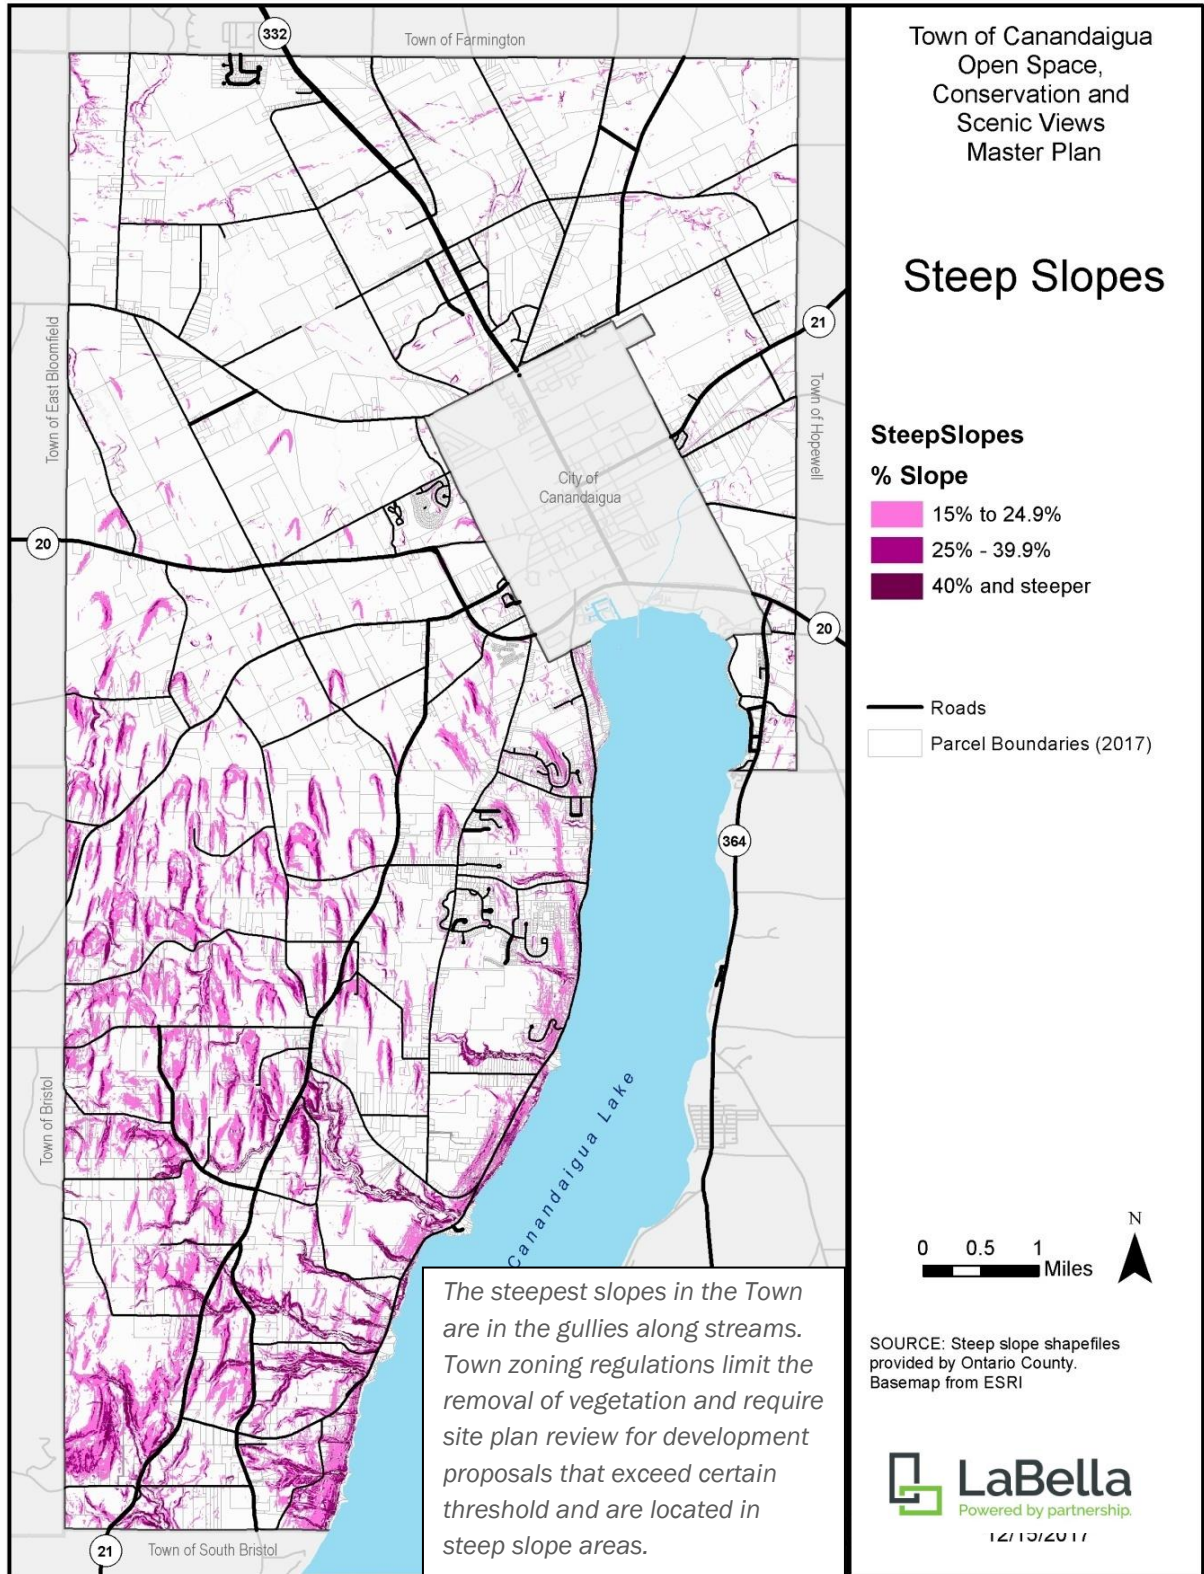 332
Town of Farmington
Town of East Bloomfield
21
Town of Hopewell
City of
Canandaigua
20
20
364
Town of Bristol
Canandaigua Lake
21
Town of South Bristol
The steepest slopes in the Town
are in the gullies along streams.
Town zoning regulations limit the
removal of vegetation and require
site plan review for development
proposals that exceed certain
threshold and are located in
steep slope areas.
Town of Canandaigua
Open Space,
Conservation and
Scenic Views
Master Plan
Steep Slopes
SteepSlopes
% Slope
15% to 24.9%
25% - 39.9%
40% and steeper
Roads
Parcel Boundaries (2017)
N
0 0.5 1
Miles
SOURCE: Steep slope shapefiles
provided by Ontario County.
Basemap from ESRI
LaBella
Powered by partnership.
12/15/2017